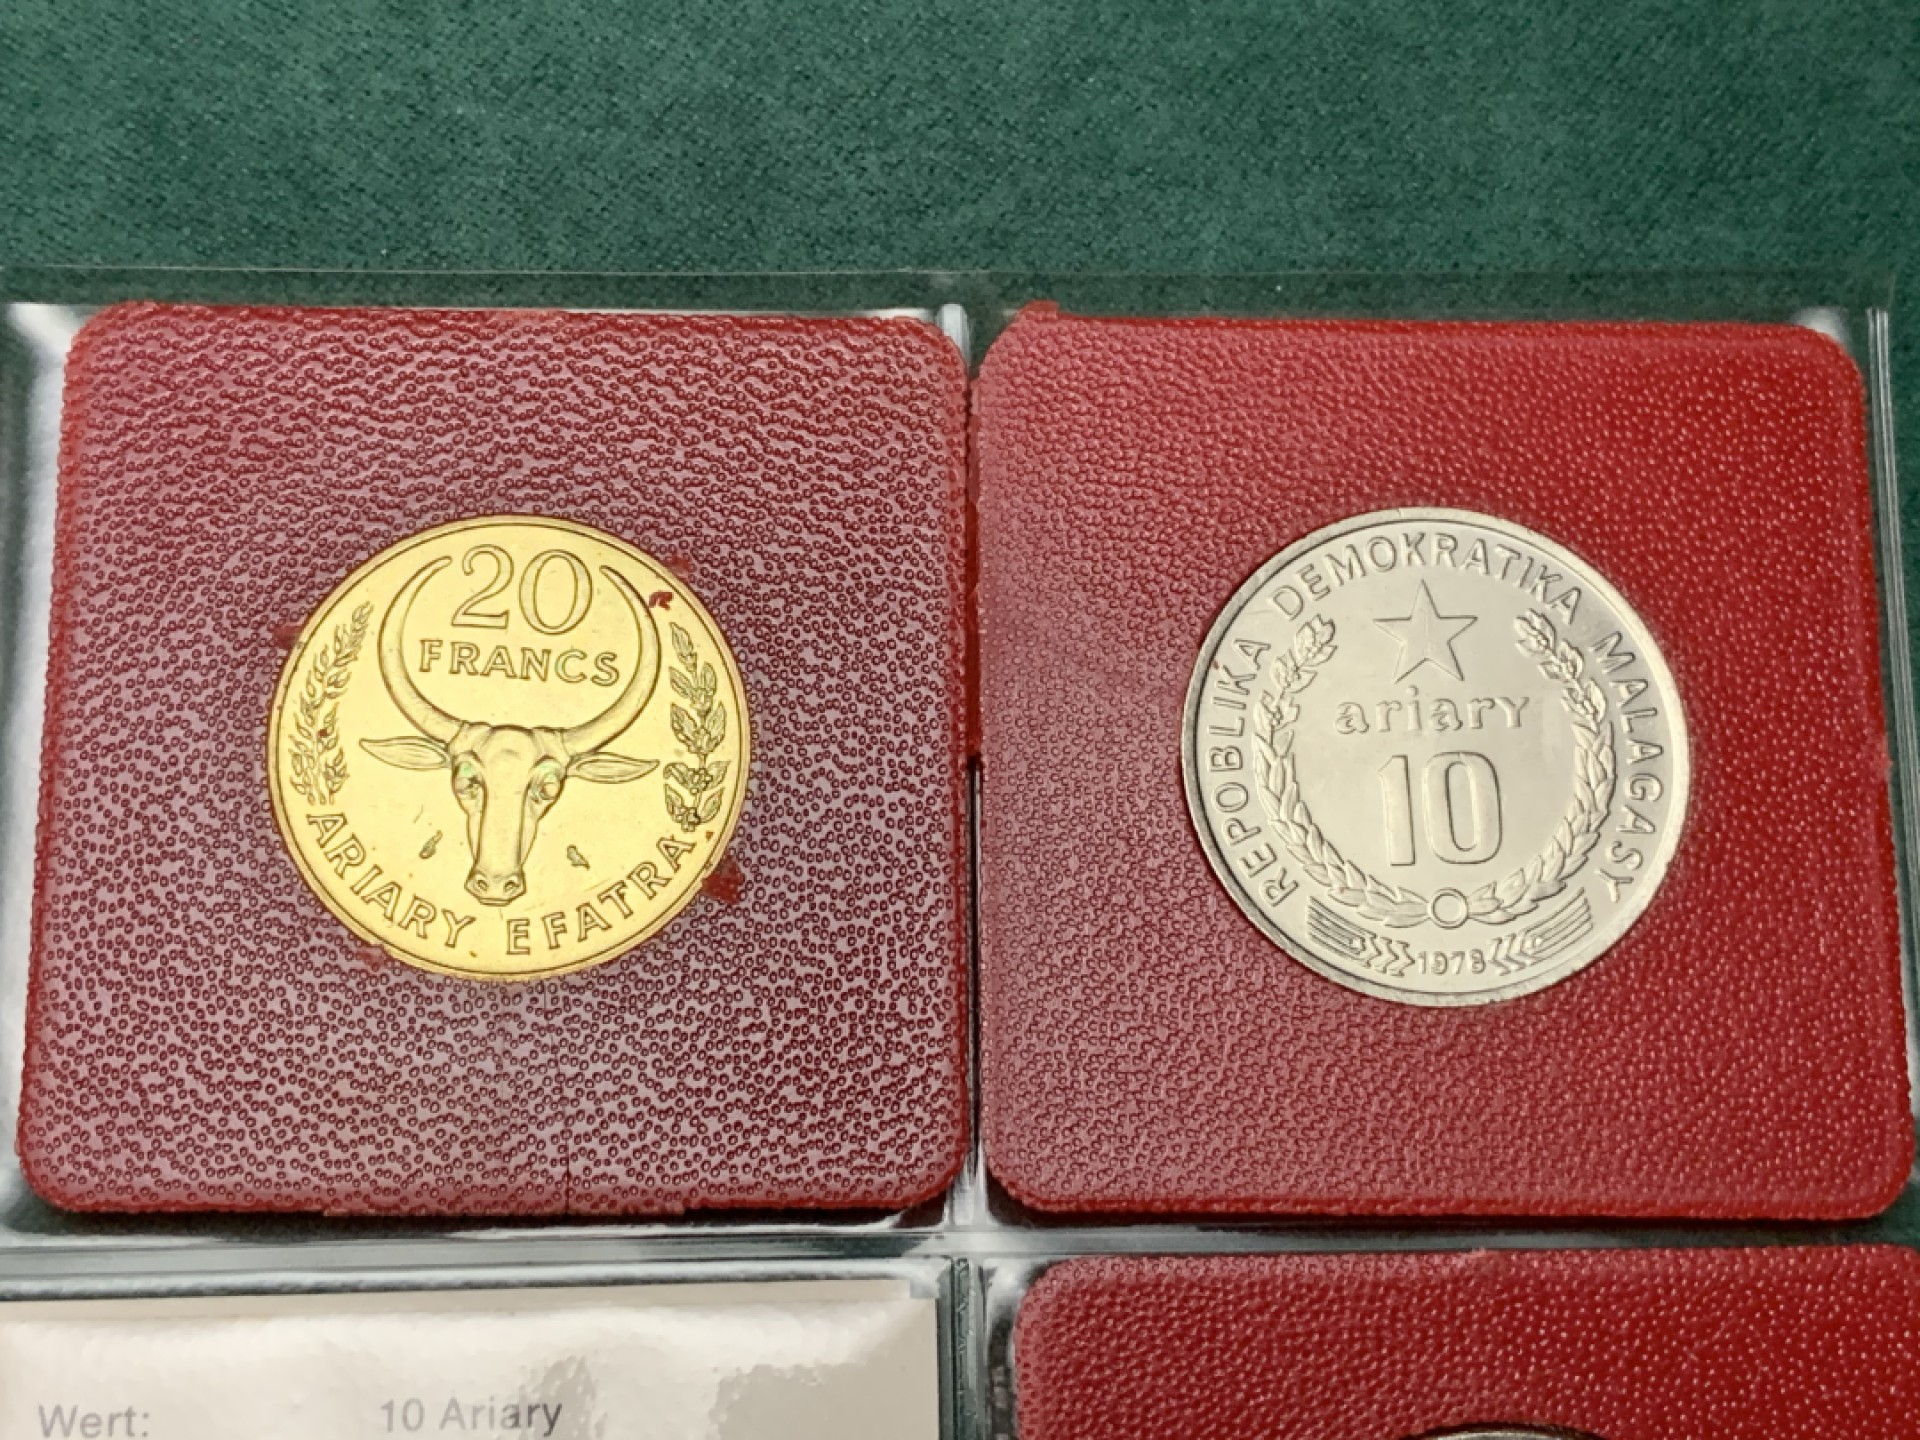 20
FRANCS
ARIARY EFATRA
REPOBLIKA DEMOKRATIKA MALAGASY
ariary
10
1978
Wert: 10 Ariary